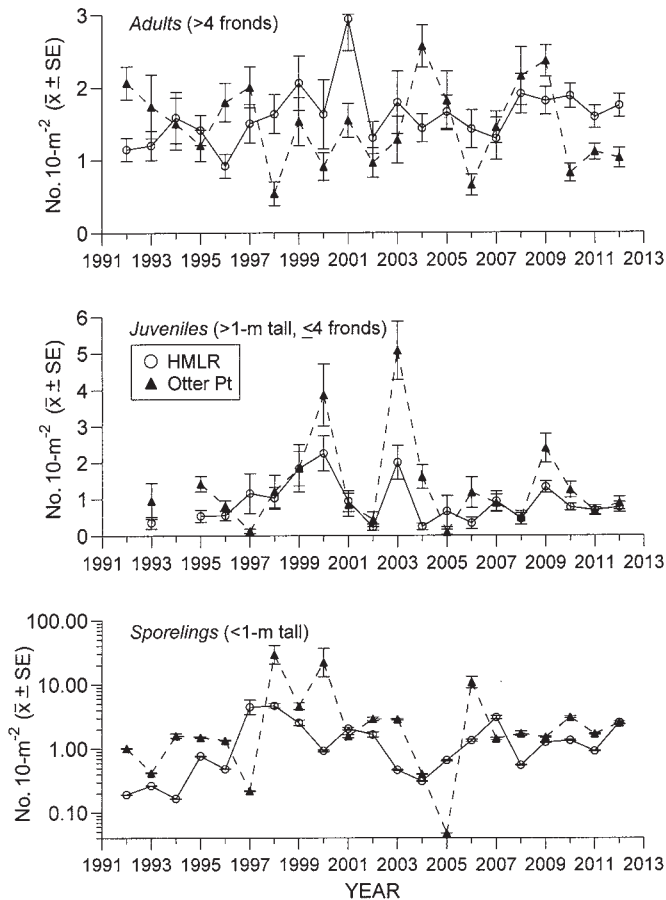 Adults (>4 fronds)
No. 10-m⁻² (x̄ ± SE)
3
2
1
0
1991 1993 1995 1997 1999 2001 2003 2005 2007 2009 2011 2013
Juveniles (>1-m tall, ≤4 fronds)
HMLR
Otter Pt
No. 10-m⁻² (x̄ ± SE)
6
5
4
3
2
1
0
1991 1993 1995 1997 1999 2001 2003 2005 2007 2009 2011 2013
Sporelings (<1-m tall)
No. 10-m⁻² (x̄ ± SE)
100.00
10.00
1.00
0.10
1991 1993 1995 1997 1999 2001 2003 2005 2007 2009 2011 2013
YEAR